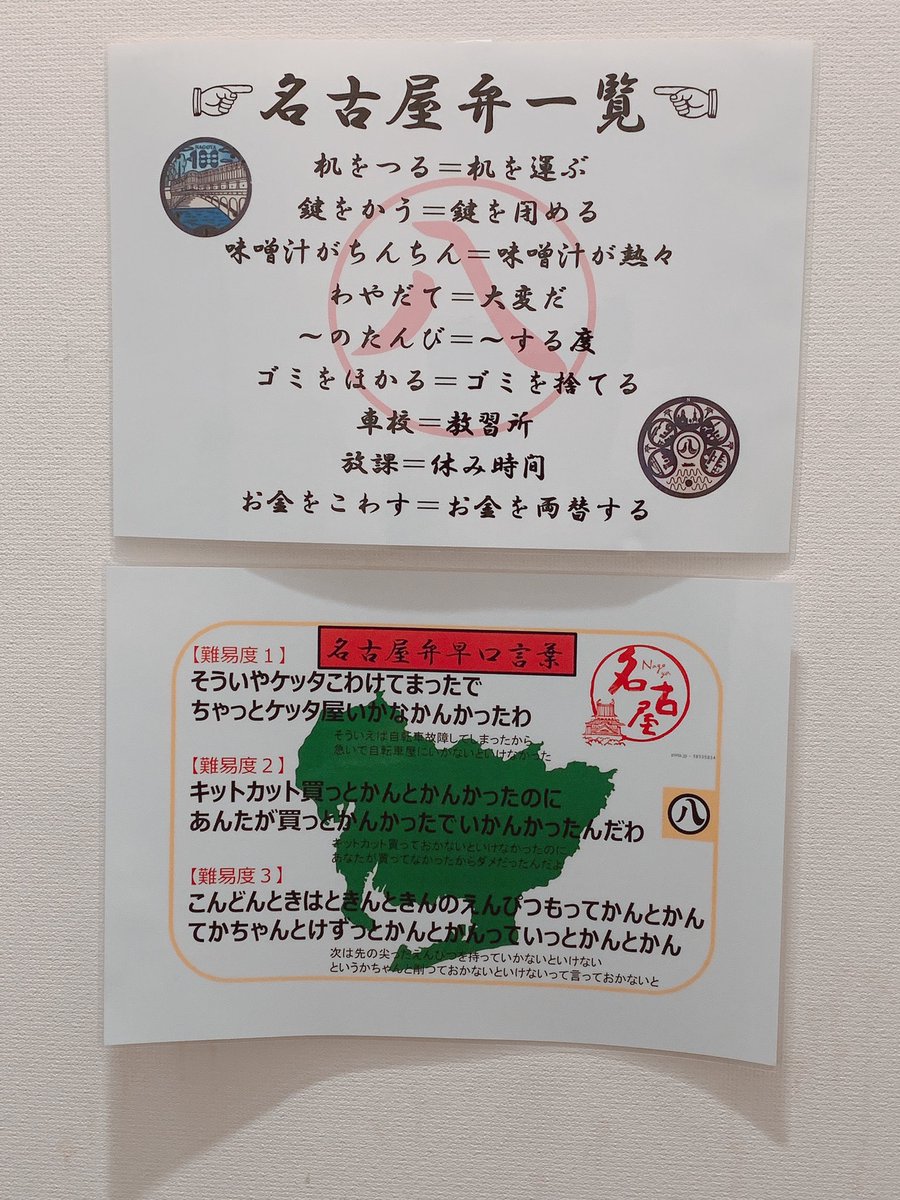 名古屋弁一覧
NAGOYA
100
机をつる＝机を運ぶ
鍵をかう＝鍵を閉める
味噌汁がちんちん＝味噌汁が熱々
わやだて＝大変だ
～のたんび＝～する度
ゴミをほかる＝ゴミを捨てる
車校＝教習所
放課＝休み時間
お金をこわす＝お金を両替する
八
八
名古屋弁早口言葉
【難易度１】
そういやケッタこわけてまったで
ちゃっとケッタ屋いかなかんかったわ
そういえば自転車故障してしまったから
急いで自転車屋にいかないといけなかった
Nagoya
名古屋
【難易度２】
キットカット買っとかんとかんかったのに
あんたが買っとかんかったでいかんかったんだわ
キットカット買っておかないといけなかったのに
あなたが買ってなかったからダメだったんだよ
八
【難易度３】
こんどんときはときんときんのえんぴつもってかんとかん
てかちゃんとけずっとかんとかんっていっとかんとかん
次は先の尖ったえんぴつを持っていかないといけない
というかちゃんと削っておかないといけないって言っておかないと